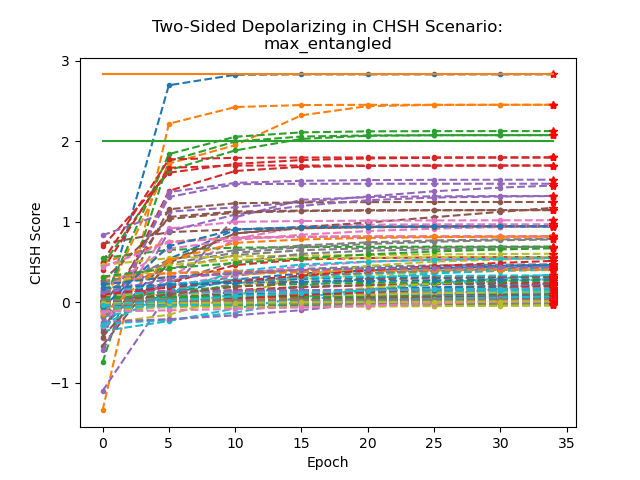 Two-Sided Depolarizing in CHSH Scenario:
max_entangled
3
2
1
0
−1
CHSH Score
0 5 10 15 20 25 30 35
Epoch